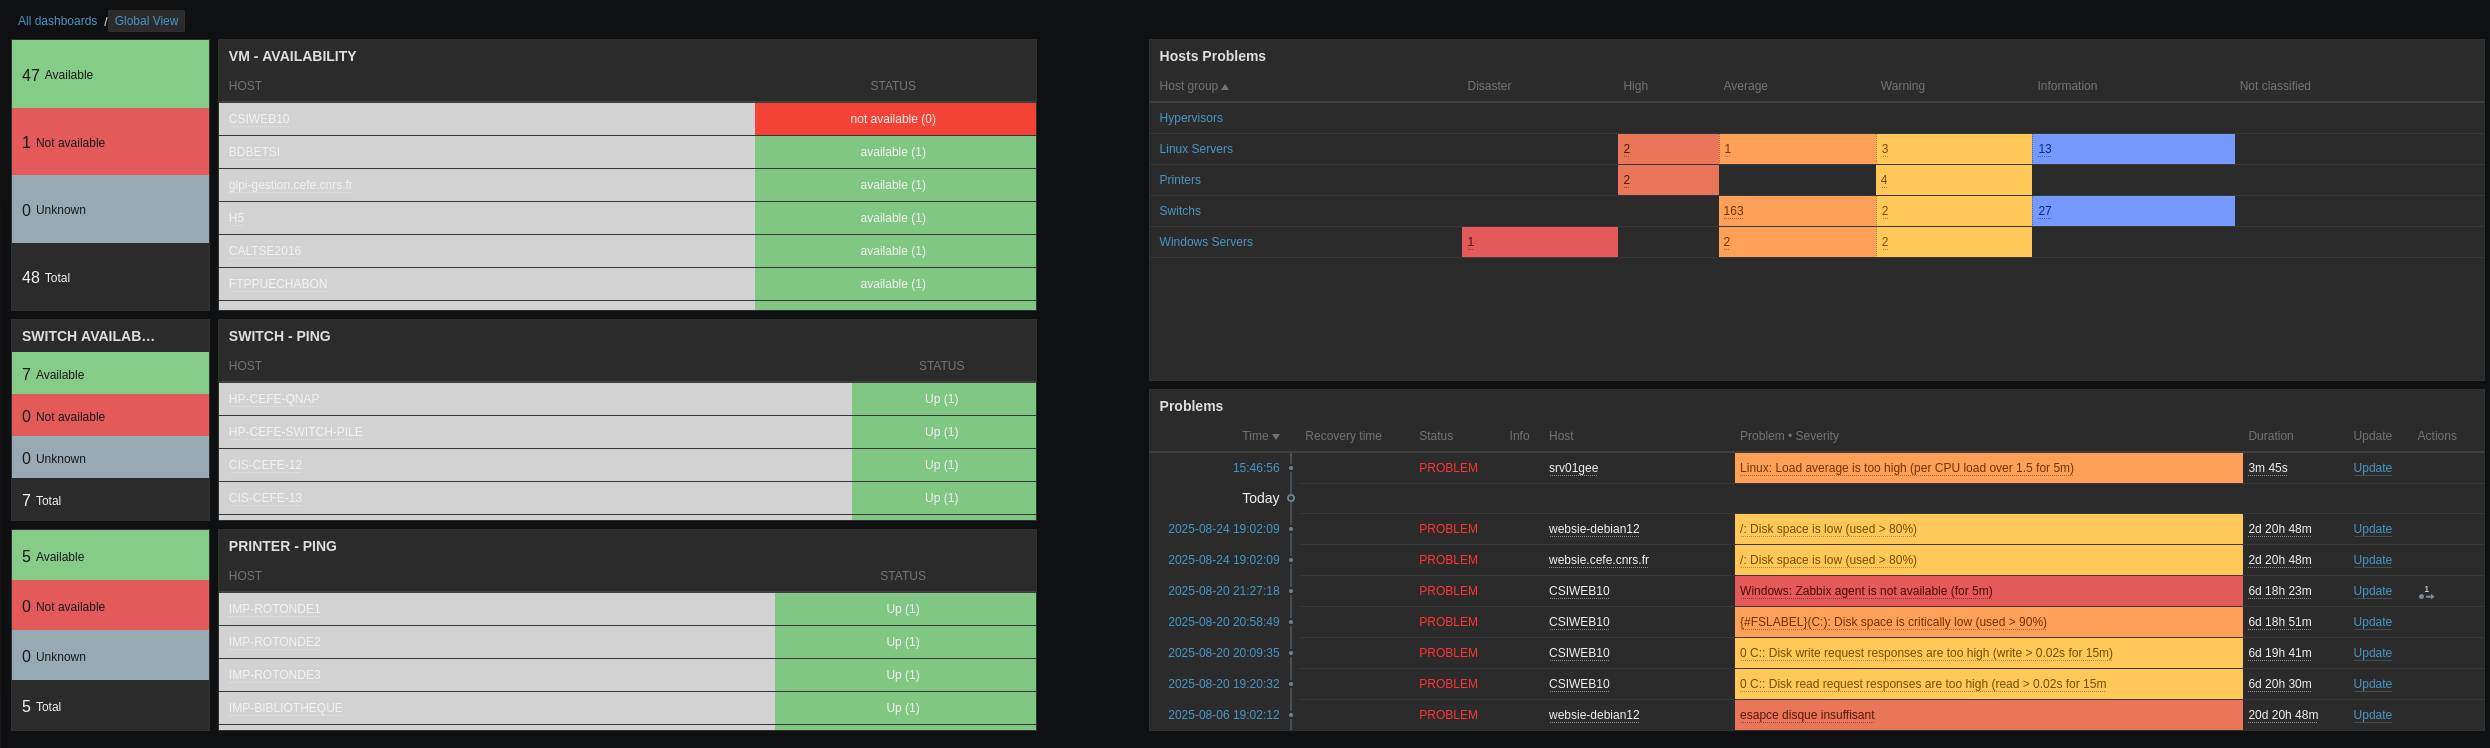 All dashboards / Global View
47 Available
1 Not available
0 Unknown
48 Total
VM - AVAILABILITY
HOST STATUS
CSIWEB10 not available (0)
BDBETSI available (1)
glpi-gestion.cefe.cnrs.fr available (1)
H5 available (1)
CALTSE2016 available (1)
FTPPUECHABON available (1)
SWITCH AVAILAB…
7 Available
0 Not available
0 Unknown
7 Total
SWITCH - PING
HOST STATUS
HP-CEFE-QNAP Up (1)
HP-CEFE-SWITCH-PILE Up (1)
CIS-CEFE-12 Up (1)
CIS-CEFE-13 Up (1)
5 Available
0 Not available
0 Unknown
5 Total
PRINTER - PING
HOST STATUS
IMP-ROTONDE1 Up (1)
IMP-ROTONDE2 Up (1)
IMP-ROTONDE3 Up (1)
IMP-BIBLIOTHEQUE Up (1)
Hosts Problems
Host group Disaster High Average Warning Information Not classified
Hypervisors
Linux Servers 2 1 3 13
Printers 2 4
Switchs 163 2 27
Windows Servers 1 2 2
Problems
Time Recovery time Status Info Host Problem • Severity Duration Update Actions
15:46:56 PROBLEM srv01gee Linux: Load average is too high (per CPU load over 1.5 for 5m) 3m 45s Update
Today
2025-08-24 19:02:09 PROBLEM websie-debian12 /: Disk space is low (used > 80%) 2d 20h 48m Update
2025-08-24 19:02:09 PROBLEM websie.cefe.cnrs.fr /: Disk space is low (used > 80%) 2d 20h 48m Update
2025-08-20 21:27:18 PROBLEM CSIWEB10 Windows: Zabbix agent is not available (for 5m) 6d 18h 23m Update 1
2025-08-20 20:58:49 PROBLEM CSIWEB10 {#FSLABEL}(C:): Disk space is critically low (used > 90%) 6d 18h 51m Update
2025-08-20 20:09:35 PROBLEM CSIWEB10 0 C:: Disk write request responses are too high (write > 0.02s for 15m) 6d 19h 41m Update
2025-08-20 19:20:32 PROBLEM CSIWEB10 0 C:: Disk read request responses are too high (read > 0.02s for 15m 6d 20h 30m Update
2025-08-06 19:02:12 PROBLEM websie-debian12 esapce disque insuffisant 20d 20h 48m Update